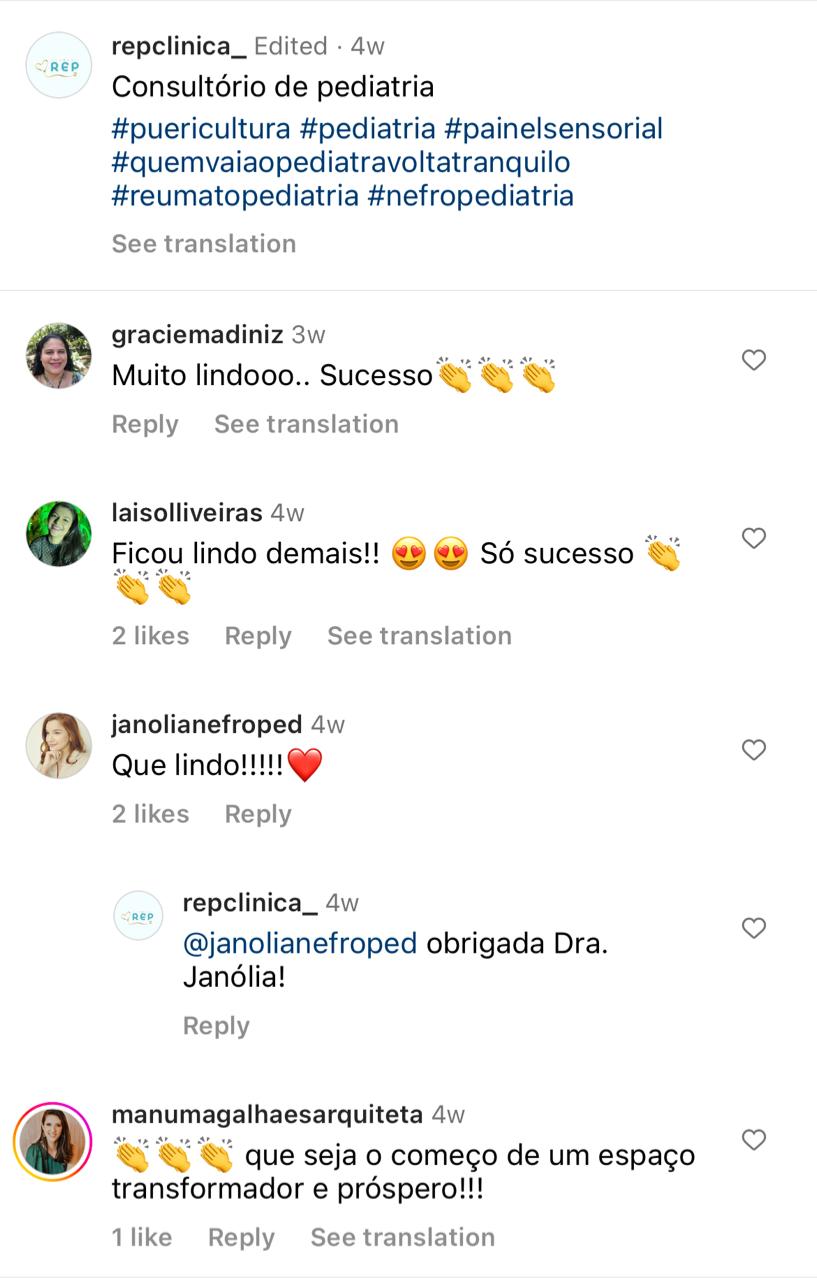 REP
repclinica_ Edited · 4w
Consultório de pediatria
#puericultura #pediatria #painelsensorial
#quemvaiaopediatravoltatranquilo
#reumatopediatria #nefropediatria
See translation
graciemadiniz 3w
Muito lindooo.. Sucesso👏👏👏
Reply See translation
laisolliveiras 4w
Ficou lindo demais!! 😍😍 Só sucesso 👏
👏👏
2 likes Reply See translation
janolianefroped 4w
Que lindo!!!!!❤️
2 likes Reply
REP
repclinica_ 4w
@janolianefroped obrigada Dra.
Janólia!
Reply
manumagalhaesarquiteta 4w
👏👏👏 que seja o começo de um espaço
transformador e próspero!!!
1 like Reply See translation